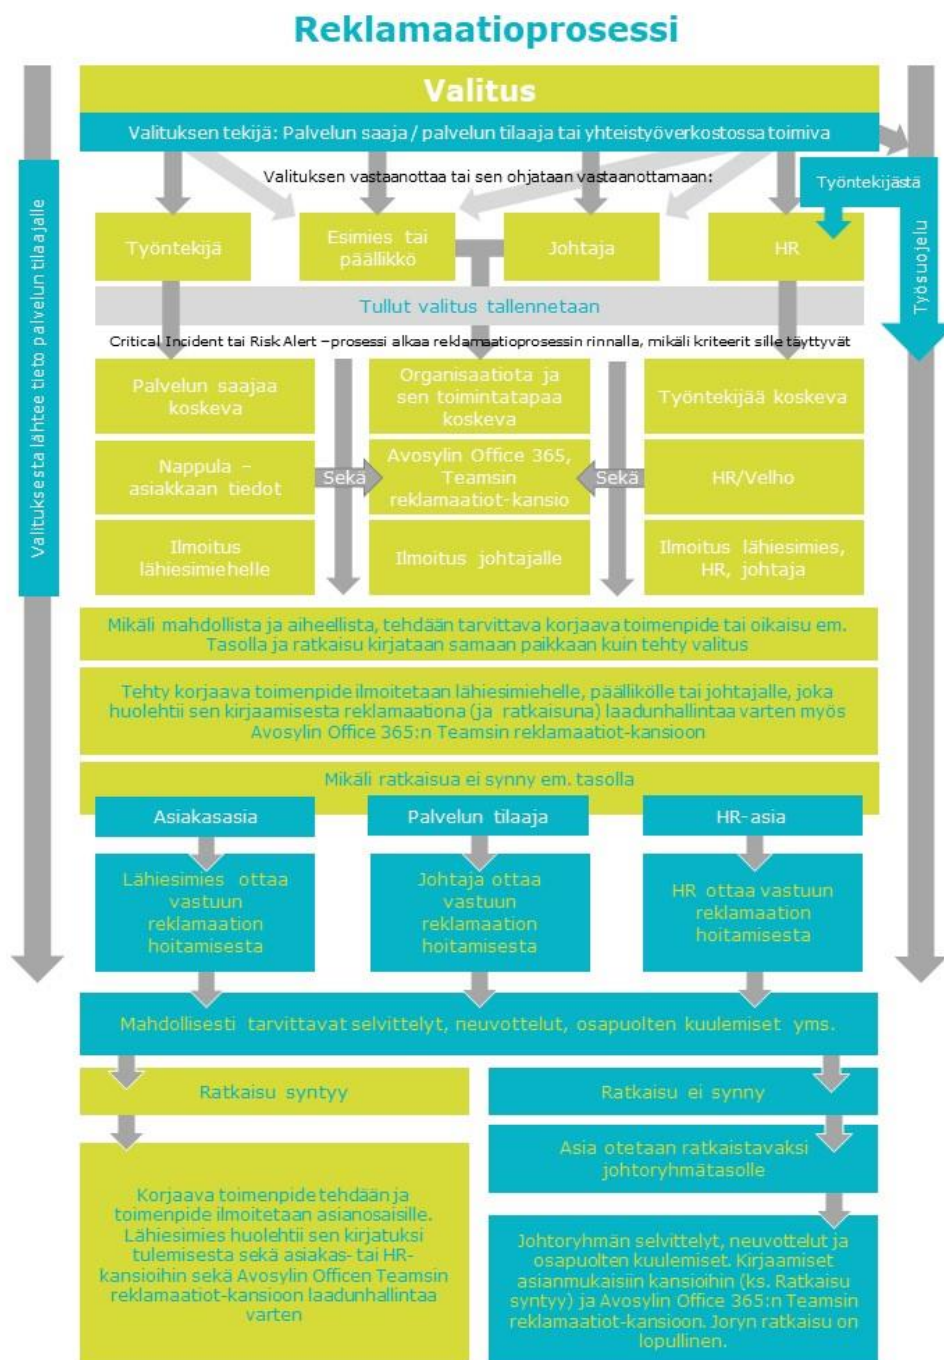 Reklamaatioprosessi
Valitus
Valituksen tekijä: Palvelun saaja / palvelun tilaaja tai yhteistyöverkostossa toimiva
Valituksen vastaanottaa tai sen ohjataan vastaanottamaan:
Työntekijästä
Työsuojelu
Valituksesta lähtee tieto palvelun tilaajalle
Työntekijä
Esimies tai
päällikkö
Johtaja
HR
Tullut valitus tallennetaan
Critical Incident tai Risk Alert –prosessi alkaa reklamaatioprosessin rinnalla, mikäli kriteerit sille täyttyvät
Palvelun saajaa
koskeva
Organisaatiota ja
sen toimintatapaa
koskeva
Työntekijää koskeva
Nappula –
asiakkaan tiedot
Sekä
Avosylin Office 365,
Teamsin
reklamaatiot-kansio
Sekä
HR/Velho
Ilmoitus
lähiesimiehelle
Ilmoitus johtajalle
Ilmoitus lähiesimies,
HR, johtaja
Mikäli mahdollista ja aiheellista, tehdään tarvittava korjaava toimenpide tai oikaisu em.
Tasolla ja ratkaisu kirjataan samaan paikkaan kuin tehty valitus
Tehty korjaava toimenpide ilmoitetaan lähiesimiehelle, päällikölle tai johtajalle, joka
huolehtii sen kirjaamisesta reklamaationa (ja ratkaisuna) laadunhallintaa varten myös
Avosylin Office 365:n Teamsin reklamaatiot-kansioon
Mikäli ratkaisua ei synny em. tasolla
Asiakasasia
Palvelun tilaaja
HR-asia
Lähiesimies ottaa
vastuun
reklamaation
hoitamisesta
Johtaja ottaa
vastuun
reklamaation
hoitamisesta
HR ottaa vastuun
reklamaation
hoitamisesta
Mahdollisesti tarvittavat selvittelyt, neuvottelut, osapuolten kuulemiset yms.
Ratkaisu syntyy
Ratkaisu ei synny
Asia otetaan ratkaistavaksi
johtoryhmätasolle
Korjaava toimenpide tehdään ja
toimenpide ilmoitetaan asianosaisille.
Lähiesimies huolehtii sen kirjatuksi
tulemisesta sekä asiakas- tai HR-
kansioihin sekä Avosylin Officen Teamsin
reklamaatiot-kansioon laadunhallintaa
varten
Johtoryhmän selvittelyt, neuvottelut ja
osapuolten kuulemiset. Kirjaamiset
asianmukaisiin kansioihin (ks. Ratkaisu
syntyy) ja Avosylin Office 365:n Teamsin
reklamaatiot-kansioon. Joryn ratkaisu on
lopullinen.